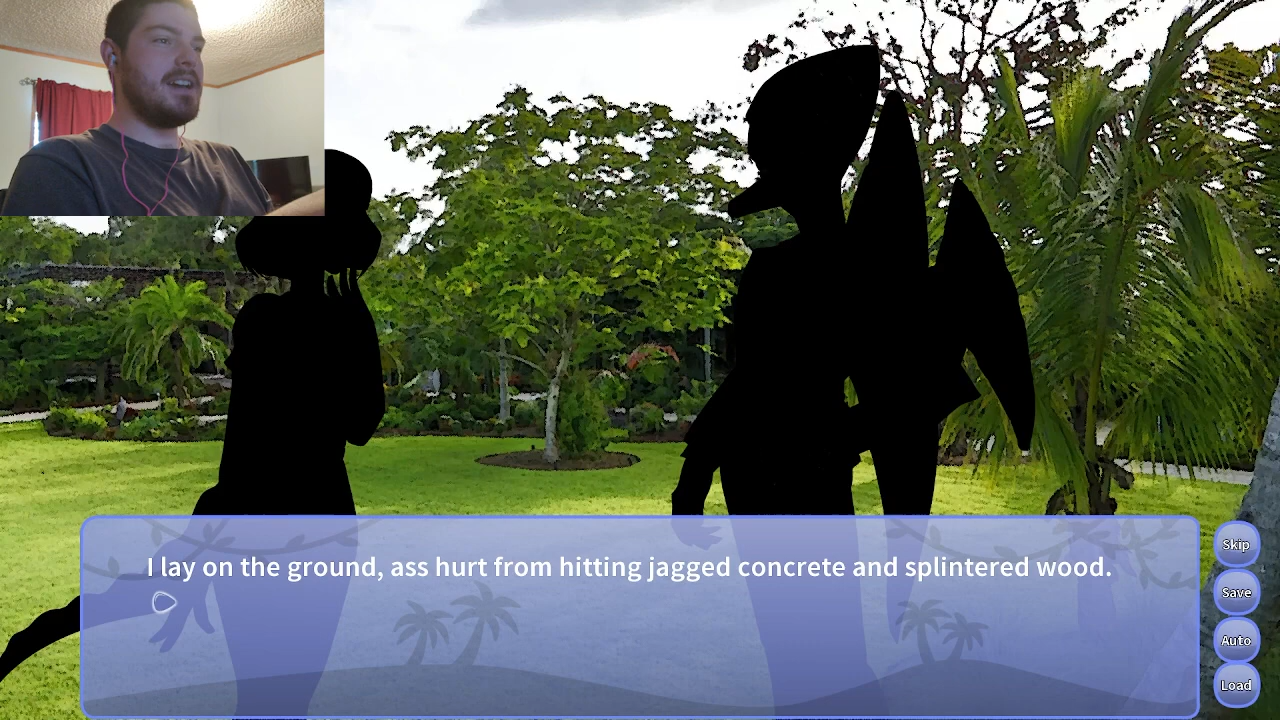 I lay on the ground, ass hurt from hitting jagged concrete and splintered wood.
Skip
Save
Auto
Load